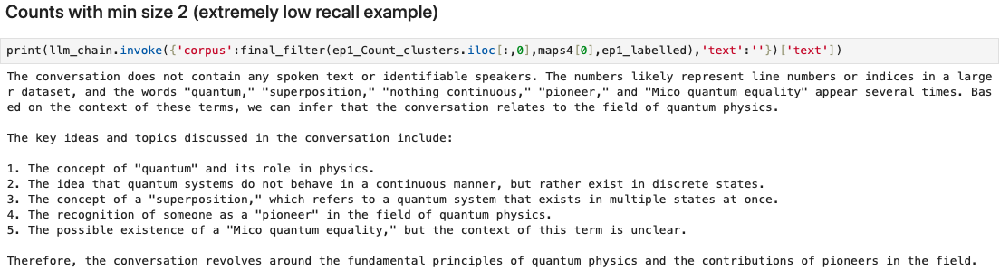 Counts with min size 2 (extremely low recall example)
print(llm_chain.invoke({'corpus':final_filter(ep1_Count_clusters.iloc[:,0],maps4[0],ep1_labelled),'text':''})['text'])
The conversation does not contain any spoken text or identifiable speakers. The numbers likely represent line numbers or indices in a large
r dataset, and the words "quantum," "superposition," "nothing continuous," "pioneer," and "Mico quantum equality" appear several times. Bas
ed on the context of these terms, we can infer that the conversation relates to the field of quantum physics.
The key ideas and topics discussed in the conversation include:
1. The concept of "quantum" and its role in physics.
2. The idea that quantum systems do not behave in a continuous manner, but rather exist in discrete states.
3. The concept of a "superposition," which refers to a quantum system that exists in multiple states at once.
4. The recognition of someone as a "pioneer" in the field of quantum physics.
5. The possible existence of a "Mico quantum equality," but the context of this term is unclear.
Therefore, the conversation revolves around the fundamental principles of quantum physics and the contributions of pioneers in the field.